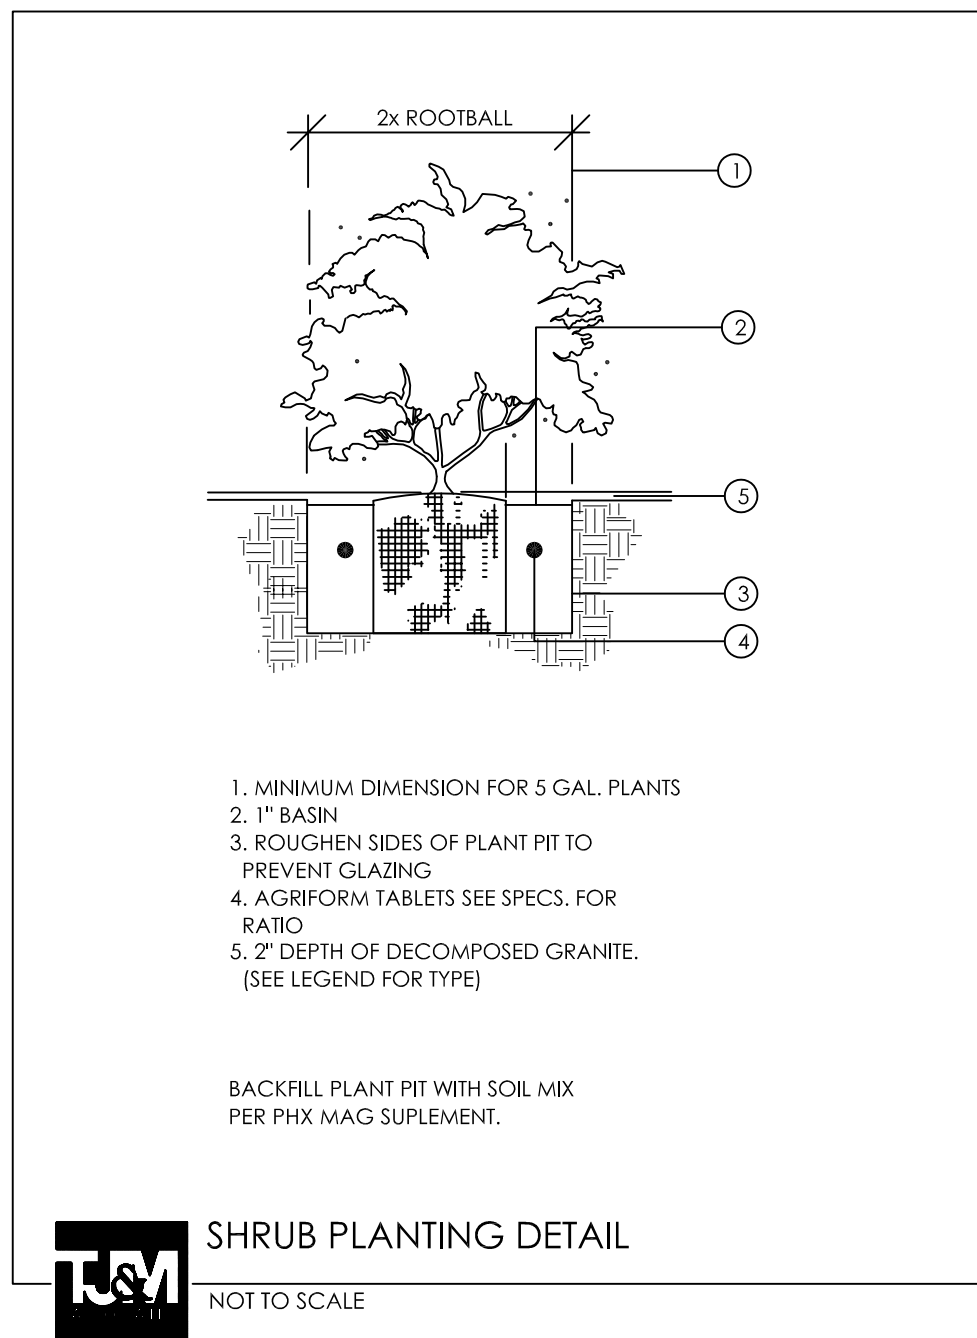 2x ROOTBALL
1
2
5
3
4
1. MINIMUM DIMENSION FOR 5 GAL. PLANTS
2. 1" BASIN
3. ROUGHEN SIDES OF PLANT PIT TO
PREVENT GLAZING
4. AGRIFORM TABLETS SEE SPECS. FOR
RATIO
5. 2" DEPTH OF DECOMPOSED GRANITE.
(SEE LEGEND FOR TYPE)
BACKFILL PLANT PIT WITH SOIL MIX
PER PHX MAG SUPLEMENT.
SHRUB PLANTING DETAIL
TJ&M
NOT TO SCALE